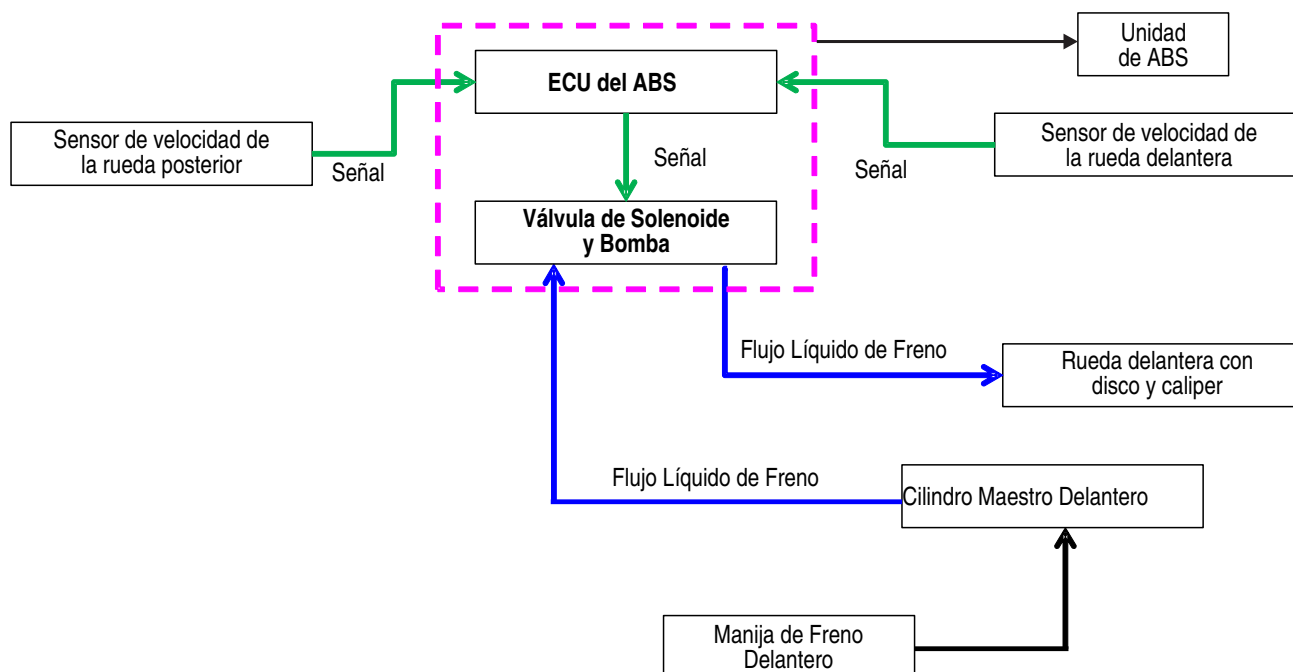 Unidad
de ABS
ECU del ABS
Sensor de velocidad de
la rueda posterior
Sensor de velocidad de
la rueda delantera
Señal
Señal
Señal
Válvula de Solenoide
y Bomba
Flujo Líquido de Freno
Rueda delantera con
disco y caliper
Flujo Líquido de Freno
Cilindro Maestro Delantero
Manija de Freno
Delantero